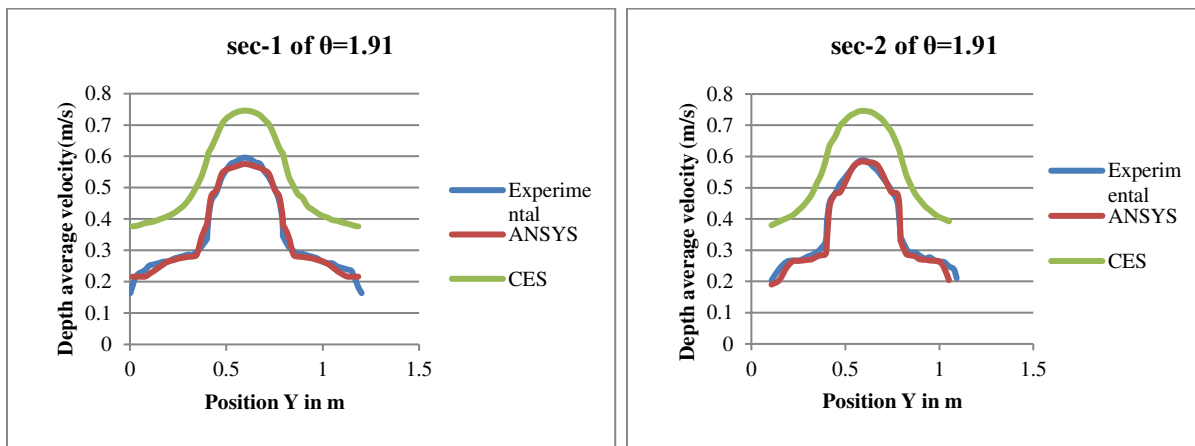 sec-1 of θ=1.91
Depth average velocity(m/s)
0.8
0.7
0.6
0.5
0.4
0.3
0.2
0.1
0
0
0.5
1
1.5
Position Y in m
Experime
ntal
ANSYS
CES
sec-2 of θ=1.91
Depth average velocity (m/s)
0.8
0.7
0.6
0.5
0.4
0.3
0.2
0.1
0
0
0.5
1
1.5
Position Y in m
Experim
ental
ANSYS
CES